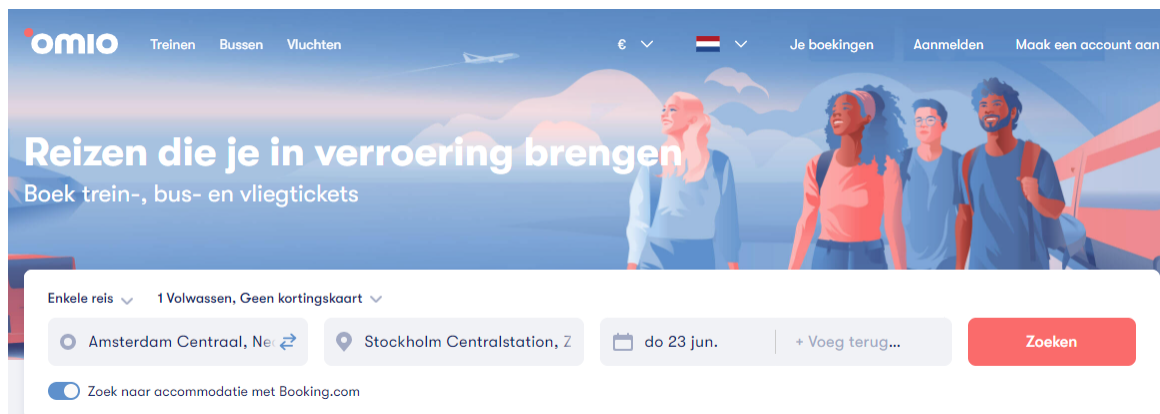 omio Treinen Bussen Vluchten € Je boekingen Aanmelden Maak een account aan
Reizen die je in verroering brengen
Boek trein-, bus- en vliegtickets
Enkele reis 1 Volwassen, Geen kortingskaart
Amsterdam Centraal, Ne Stockholm Centralstation, Z do 23 jun. + Voeg terug... Zoeken
Zoek naar accommodatie met Booking.com